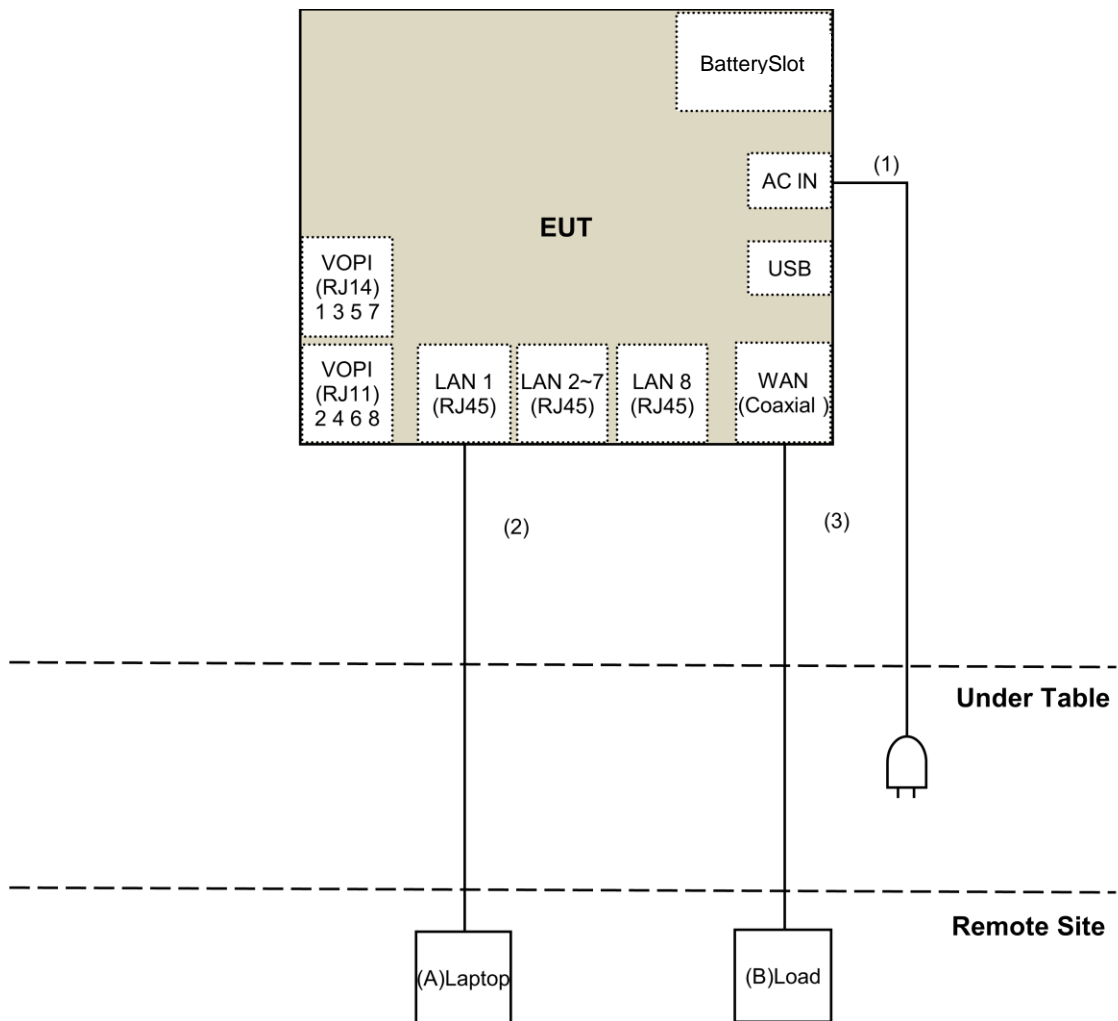 BatterySlot
AC IN
(1)
EUT
USB
VOPI
(RJ14)
1 3 5 7
VOPI
(RJ11)
2 4 6 8
LAN 1
(RJ45)
LAN 2~7
(RJ45)
LAN 8
(RJ45)
WAN
(Coaxial )
(2)
(3)
Under Table
Remote Site
(A)Laptop
(B)Load